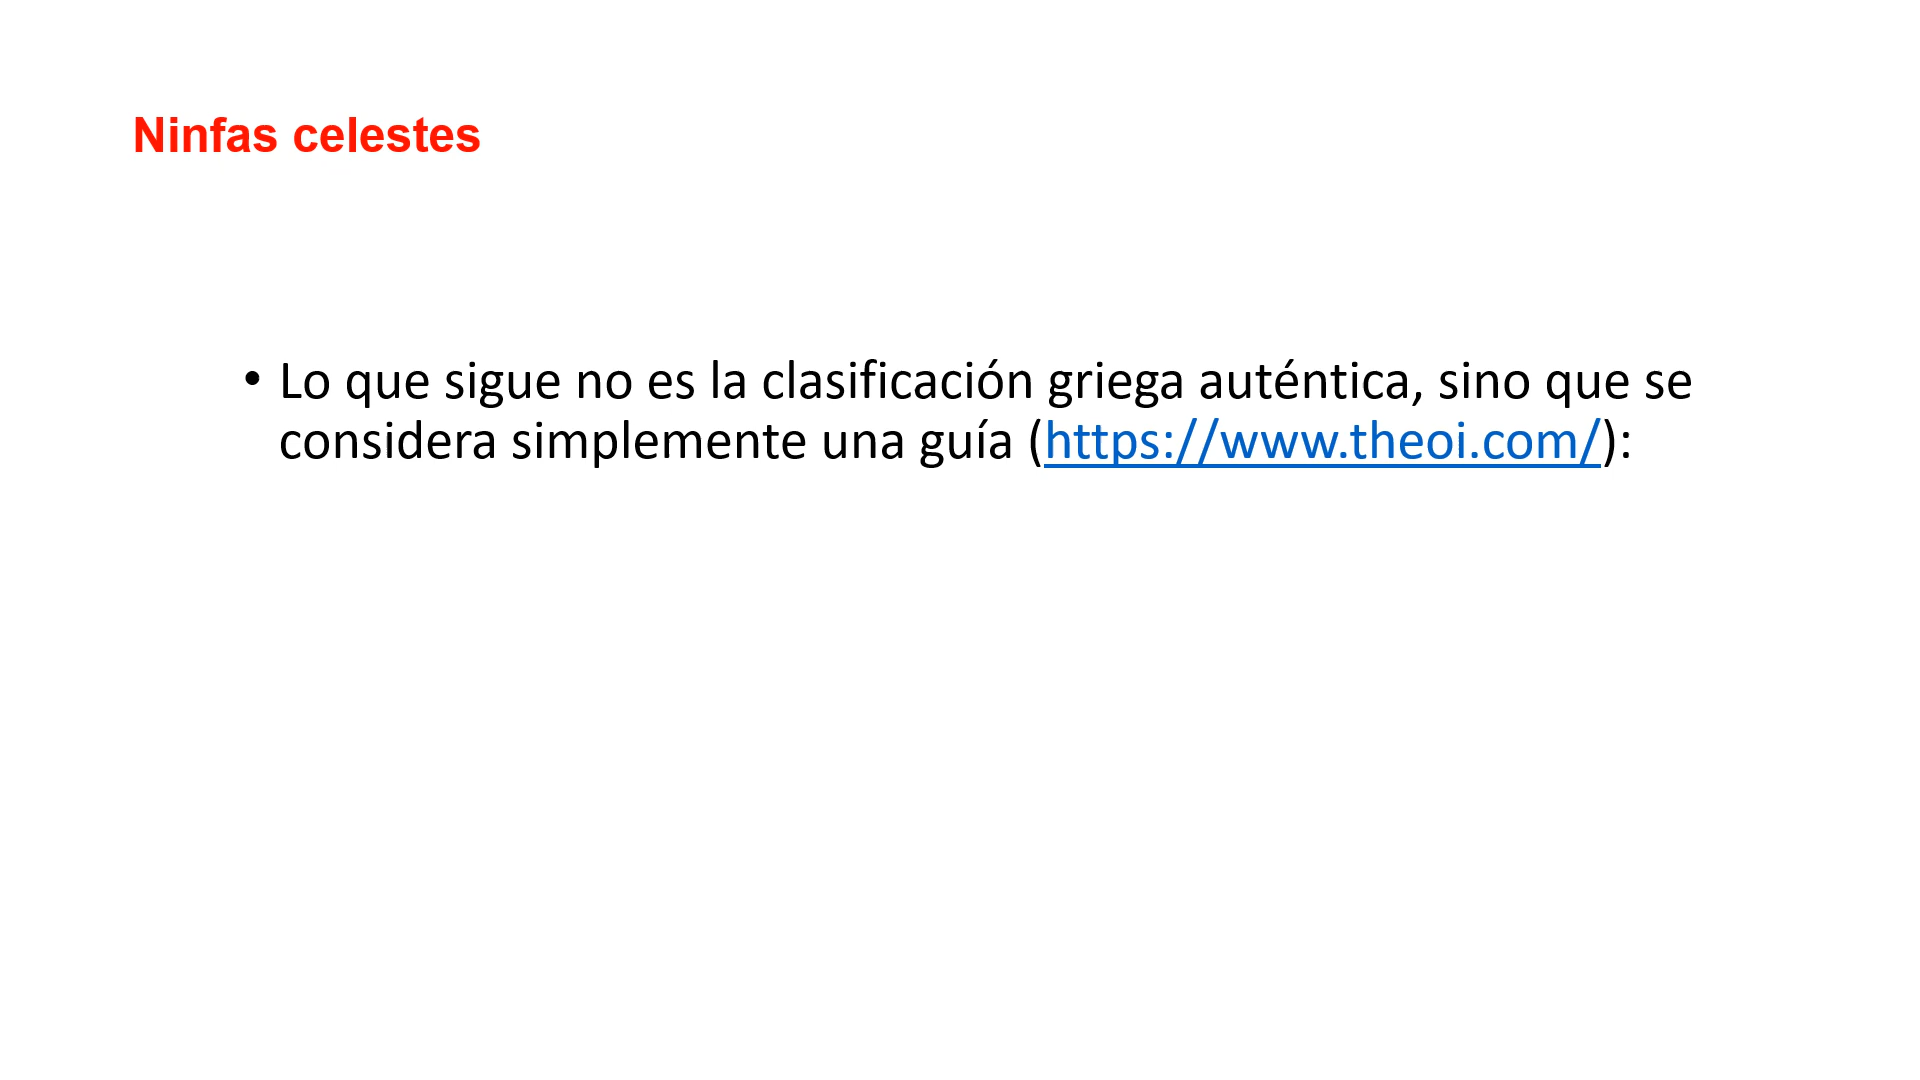 Ninfas celestes
• Lo que sigue no es la clasificación griega auténtica, sino que se
considera simplemente una guía (https://www.theoi.com/):